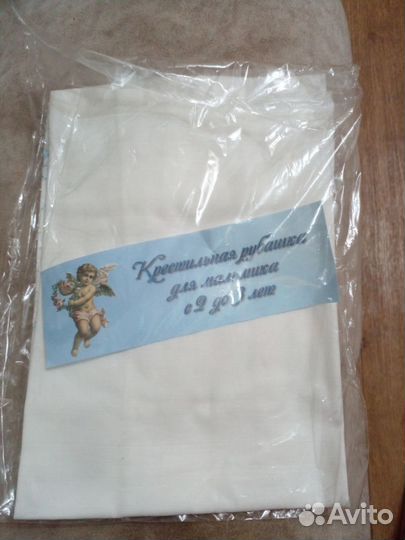 Крестильная рубашка
для мальчика
с 2 до лет
Avito